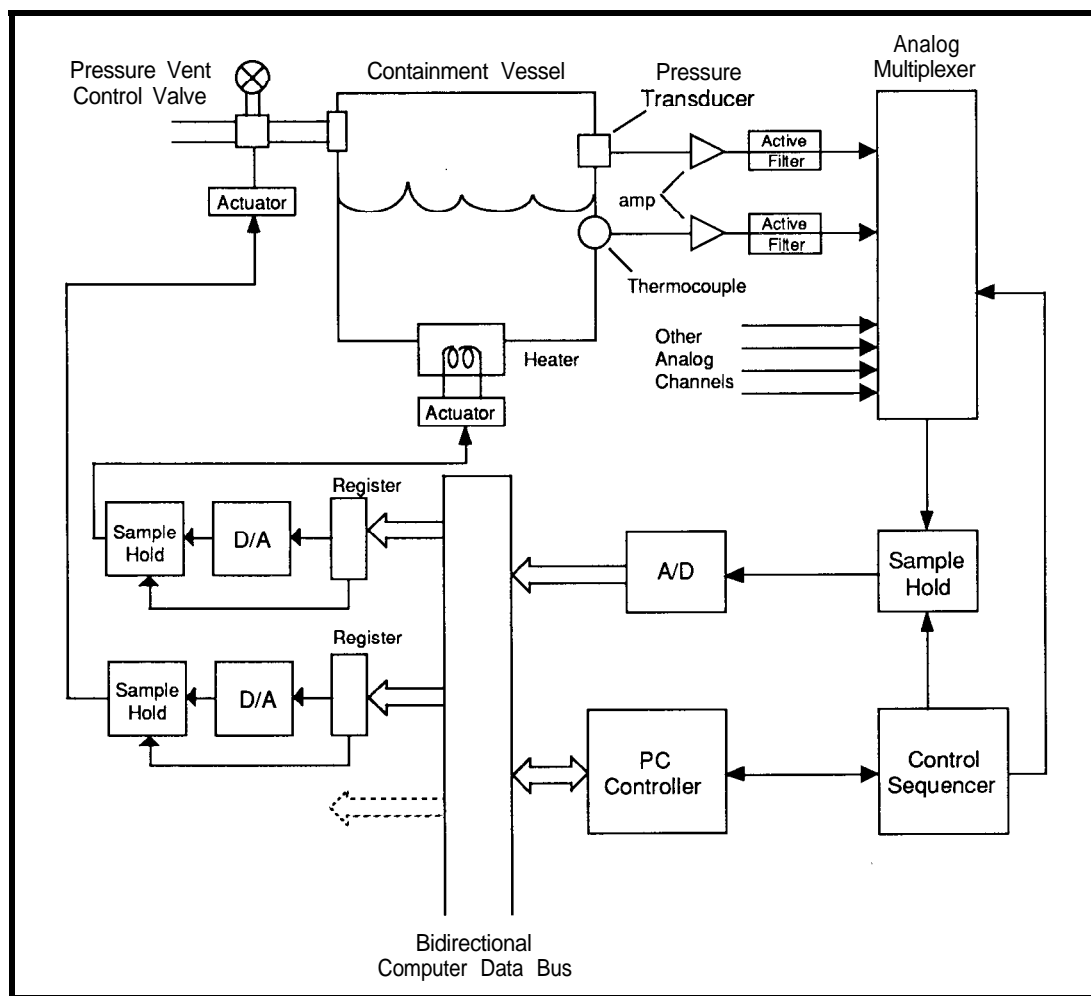 Pressure Vent
Control Valve
Containment Vessel
Pressure
Transducer
Analog
Multiplexer
Active
Filter
Actuator
amp
Active
Filter
Thermocouple
Other
Analog
Channels
Heater
Actuator
Register
Sample
Hold
D/A
A/D
Sample
Hold
Register
Sample
Hold
D/A
PC
Controller
Control
Sequencer
Bidirectional
Computer Data Bus